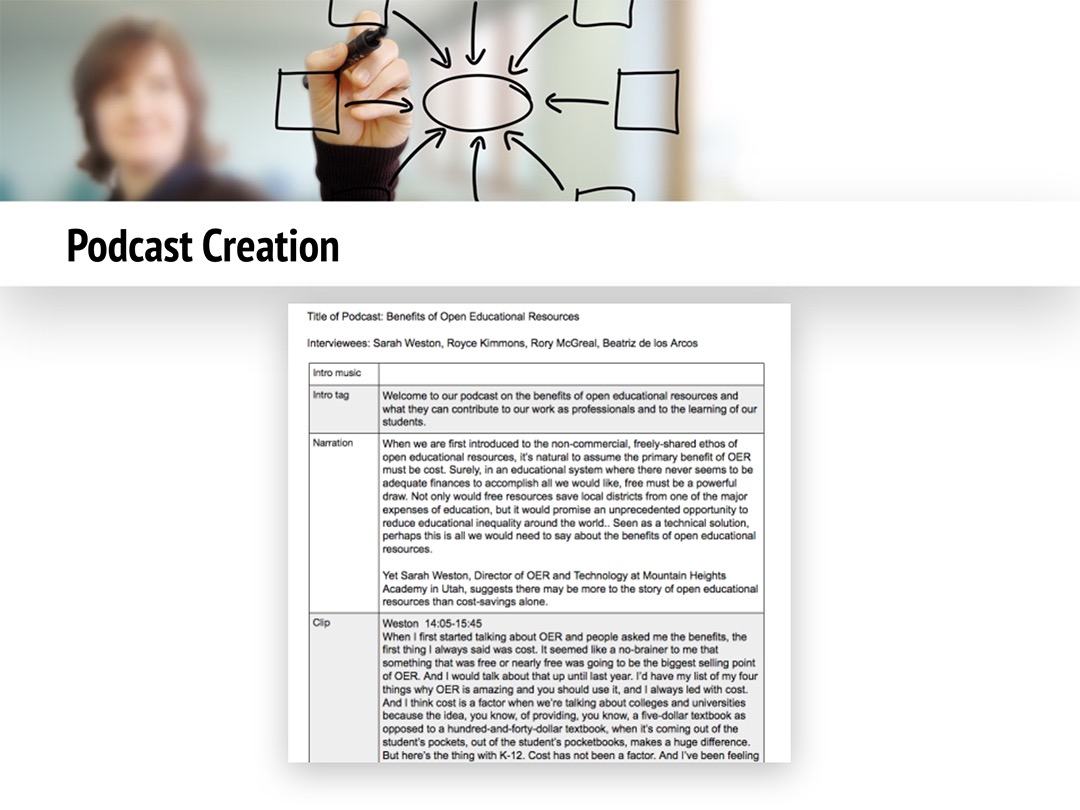 Podcast Creation
Title of Podcast: Benefits of Open Educational Resources
Interviewees: Sarah Weston, Royce Kimmons, Rory McGreal, Beatriz de los Arcos
Intro music
Intro tag
Welcome to our podcast on the benefits of open educational resources and
what they can contribute to our work as professionals and to the learning of our
students.
Narration
When we are first introduced to the non-commercial, freely-shared ethos of
open educational resources, it's natural to assume the primary benefit of OER
must be cost. Surely, in an educational system where there never seems to be
adequate finances to accomplish all we would like, free must be a powerful
draw. Not only would free resources save local districts from one of the major
expenses of education, but it would promise an unprecedented opportunity to
reduce educational inequality around the world.. Seen as a technical solution,
perhaps this is all we would need to say about the benefits of open educational
resources.
Yet Sarah Weston, Director of OER and Technology at Mountain Heights
Academy in Utah, suggests there may be more to the story of open educational
resources than cost-savings alone.
Clip
Weston 14:05-15:45
When I first started talking about OER and people asked me the benefits, the
first thing I always said was cost. It seemed like a no-brainer to me that
something that was free or nearly free was going to be the biggest selling point
of OER. And I would talk about that up until last year. I'd have my list of my four
things why OER is amazing and you should use it, and I always led with cost.
And I think cost is a factor when we're talking about colleges and universities
because the idea, you know, of providing, you know, a five-dollar textbook as
opposed to a hundred-and-forty-dollar textbook, when it's coming out of the
student's pockets, out of the student's pocketbooks, makes a huge difference.
But here's the thing with K-12. Cost has not been a factor. And I've been feeling